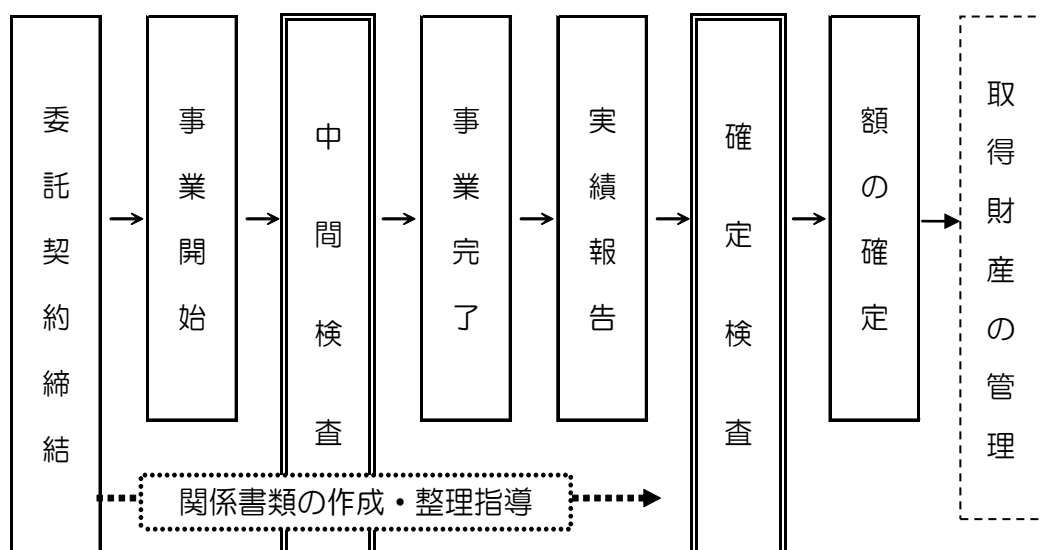 委託契約締結
事業開始
中間検査
事業完了
実績報告
確定検査
額の確定
取得財産の管理
関係書類の作成・整理指導